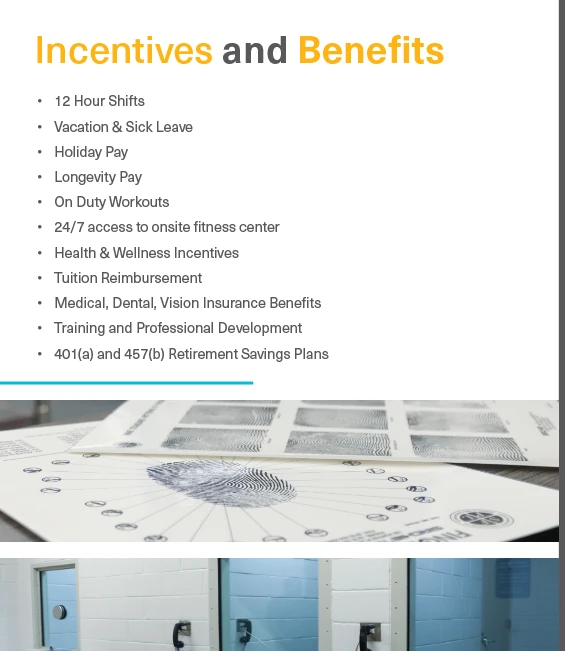 Incentives and Benefits
• 12 Hour Shifts
• Vacation & Sick Leave
• Holiday Pay
• Longevity Pay
• On Duty Workouts
• 24/7 access to onsite fitness center
• Health & Wellness Incentives
• Tuition Reimbursement
• Medical, Dental, Vision Insurance Benefits
• Training and Professional Development
• 401(a) and 457(b) Retirement Savings Plans